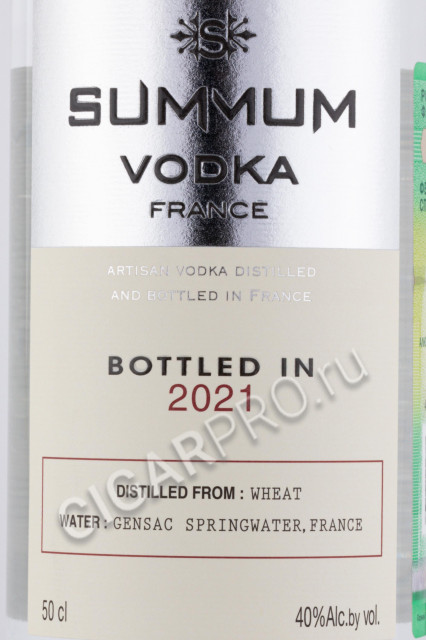 S
SUMMUM
VODKA
FRANCE
ARTISAN VODKA DISTILLED
AND BOTTLED IN FRANCE
BOTTLED IN
2021
CIGARPRO.ru
DISTILLED FROM : WHEAT
WATER : GENSAC SPRINGWATER, FRANCE
50 cl
40%Alc.by vol.